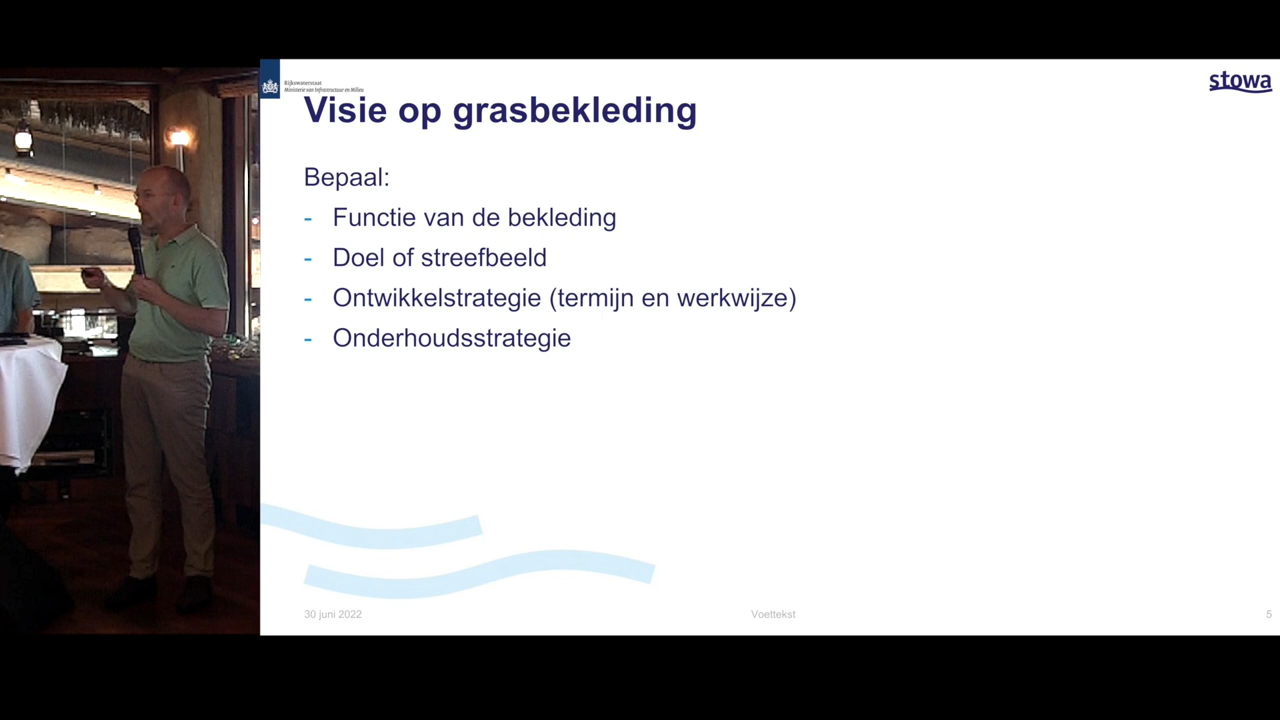 Rijkswaterstaat
Ministerie van Infrastructuur en Milieu
stowa
Visie op grasbekleding
Bepaal:
- Functie van de bekleding
- Doel of streefbeeld
- Ontwikkelstrategie (termijn en werkwijze)
- Onderhoudsstrategie
30 juni 2022
Voettekst
5